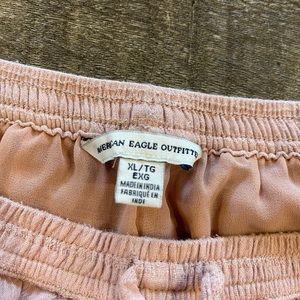 MERICAN EAGLE OUTFITTE
XL/TG
EXG
MADE IN INDIA
FABRIQUÉ EN
INDE